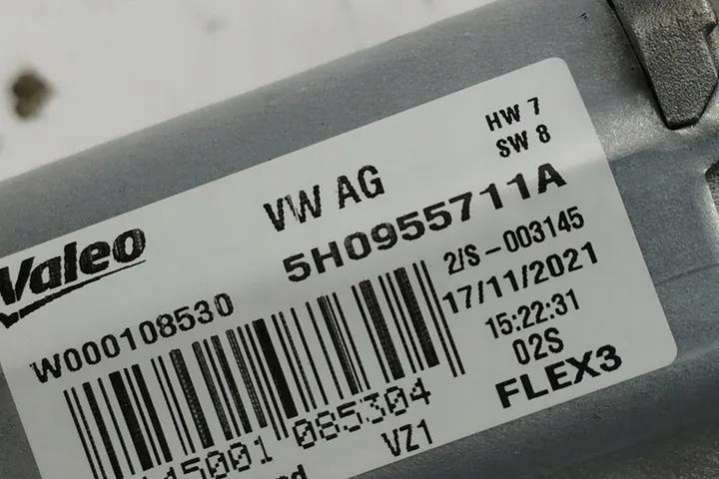 HW 7
SW 8
VW AG
5H0955711A
Valeo
2/S-003145
17/11/2021
W000108530
15:22:31
02S
FLEX3
085304
VZ1